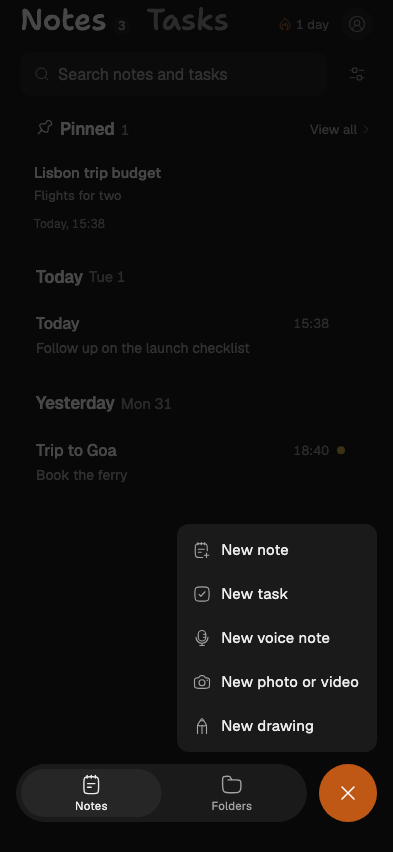 Notes 3 Tasks 1 day
Search notes and tasks
Pinned 1 View all
Lisbon trip budget
Flights for two
Today, 15:38
Today Tue 1
Today 15:38
Follow up on the launch checklist
Yesterday Mon 31
Trip to Goa 18:40
Book the ferry
New note
New task
New voice note
New photo or video
New drawing
Notes Folders